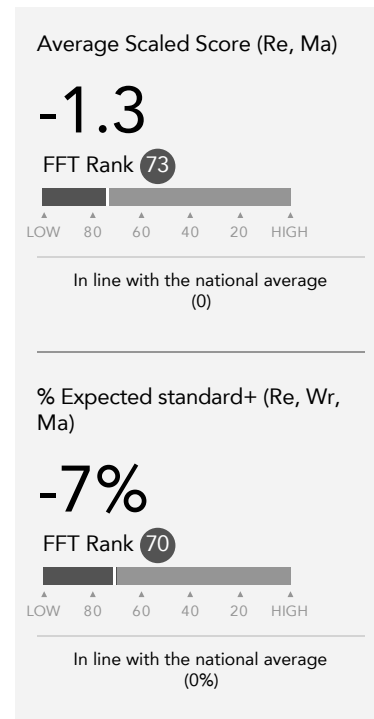 Average Scaled Score (Re, Ma)
-1.3
FFT Rank 73
LOW 80 60 40 20 HIGH
In line with the national average
(0)
% Expected standard+ (Re, Wr,
Ma)
-7%
FFT Rank 70
LOW 80 60 40 20 HIGH
In line with the national average
(0%)